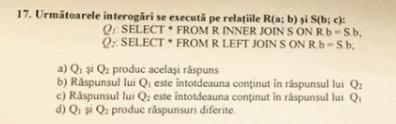 17. Următoarele interogări se execută pe relațiile R(a; b) și S(b; c):
Q₁: SELECT * FROM R INNER JOIN S ON R.b = S.b;
Q₂: SELECT * FROM R LEFT JOIN S ON R.b = S.b;
a) Q₁ și Q₂ produc același răspuns
b) Răspunsul lui Q₁ este întotdeauna conținut în răspunsul lui Q₂
c) Răspunsul lui Q₂ este întotdeauna conținut în răspunsul lui Q₁
d) Q₁ și Q₂ produc răspunsuri diferite.